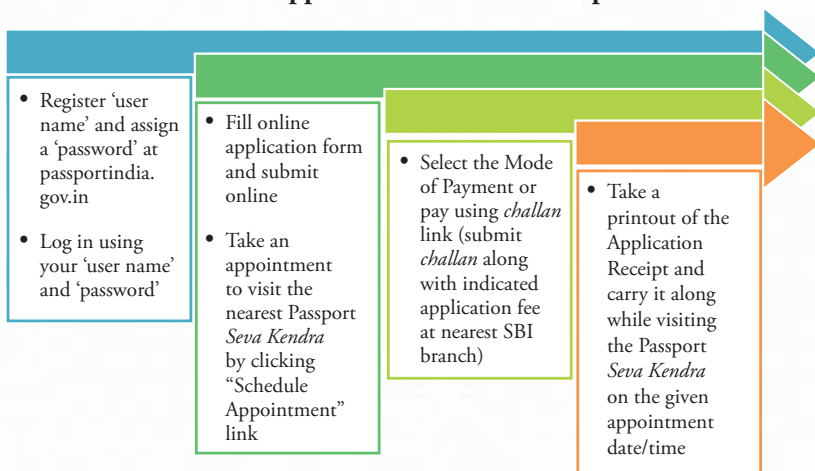 • Register ‘user
name’ and assign
a ‘password’ at
passportindia.
gov.in
• Log in using
your ‘user name’
and ‘password’
• Fill online
application form
and submit
online
• Take an
appointment
to visit the
nearest Passport
Seva Kendra
by clicking
“Schedule
Appointment”
link
• Select the Mode
of Payment or
pay using challan
link (submit
challan along
with indicated
application fee
at nearest SBI
branch)
• Take a
printout of the
Application
Receipt and
carry it along
while visiting
the Passport
Seva Kendra
on the given
appointment
date/time